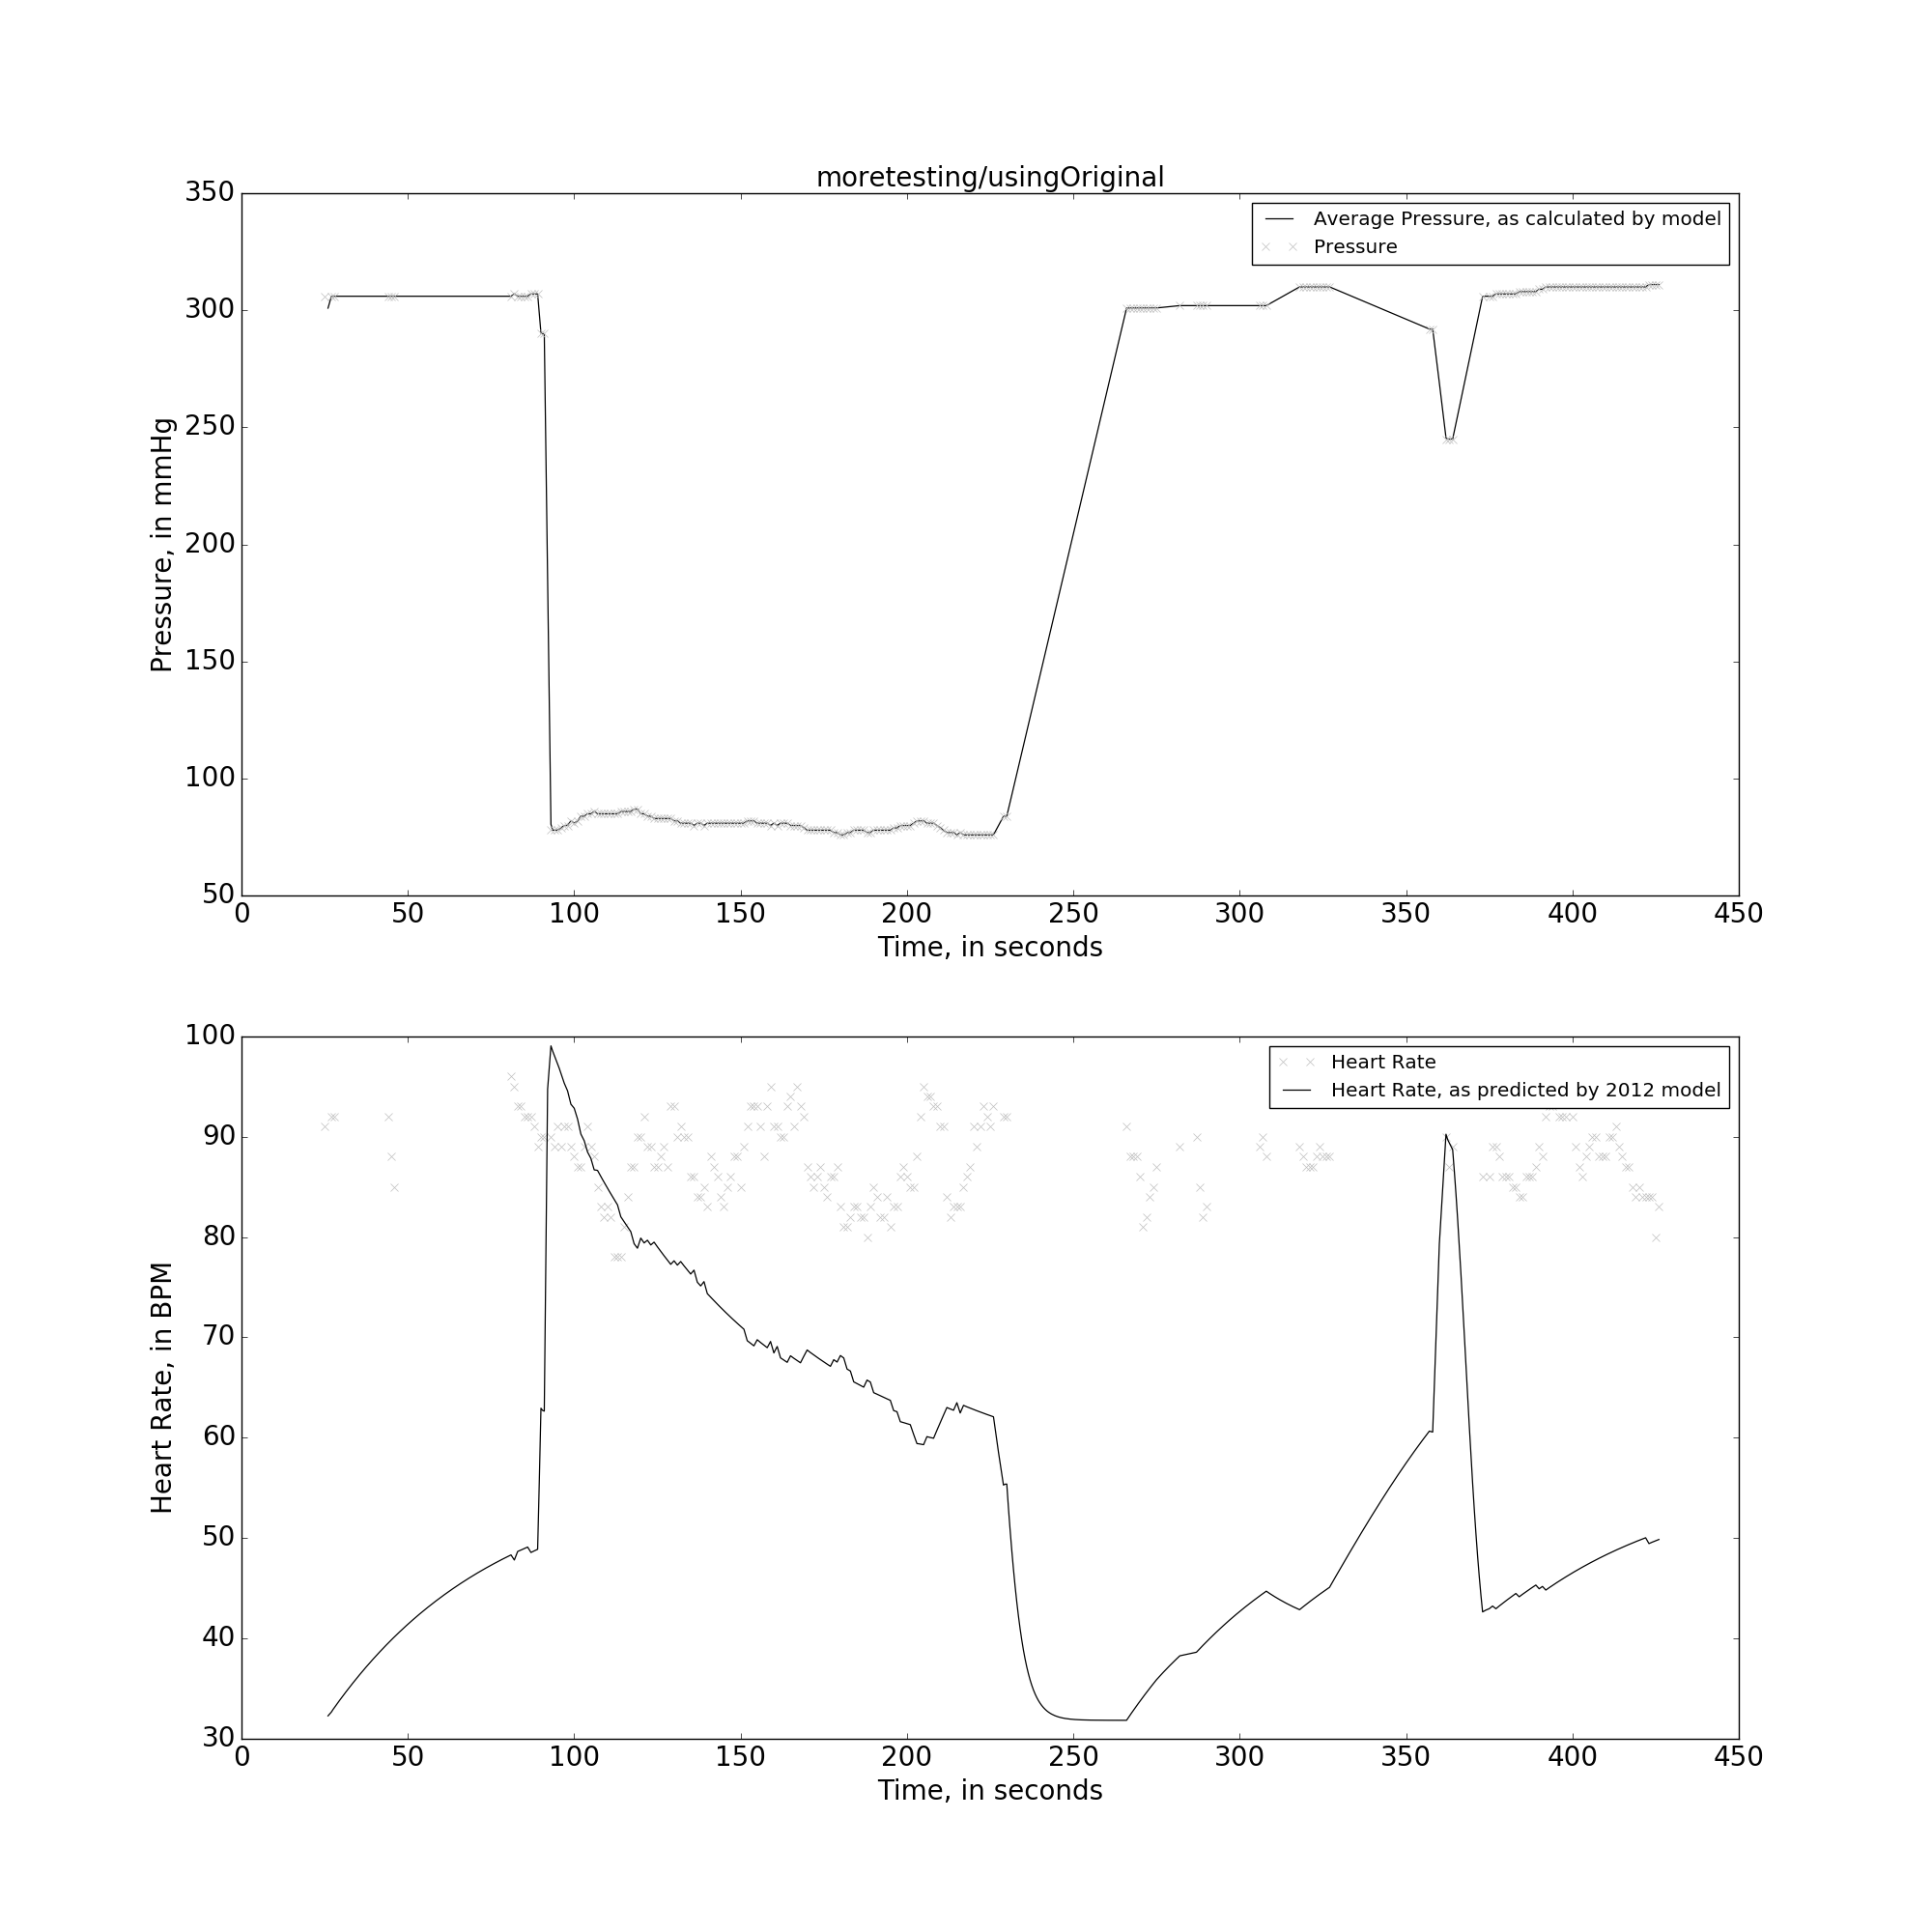 moretesting/usingOriginal
350
300
250
200
150
100
50
Pressure, in mmHg
Average Pressure, as calculated by model
Pressure
0 50 100 150 200 250 300 350 400 450
Time, in seconds
100
90
80
70
60
50
40
30
Heart Rate, in BPM
Heart Rate
Heart Rate, as predicted by 2012 model
0 50 100 150 200 250 300 350 400 450
Time, in seconds